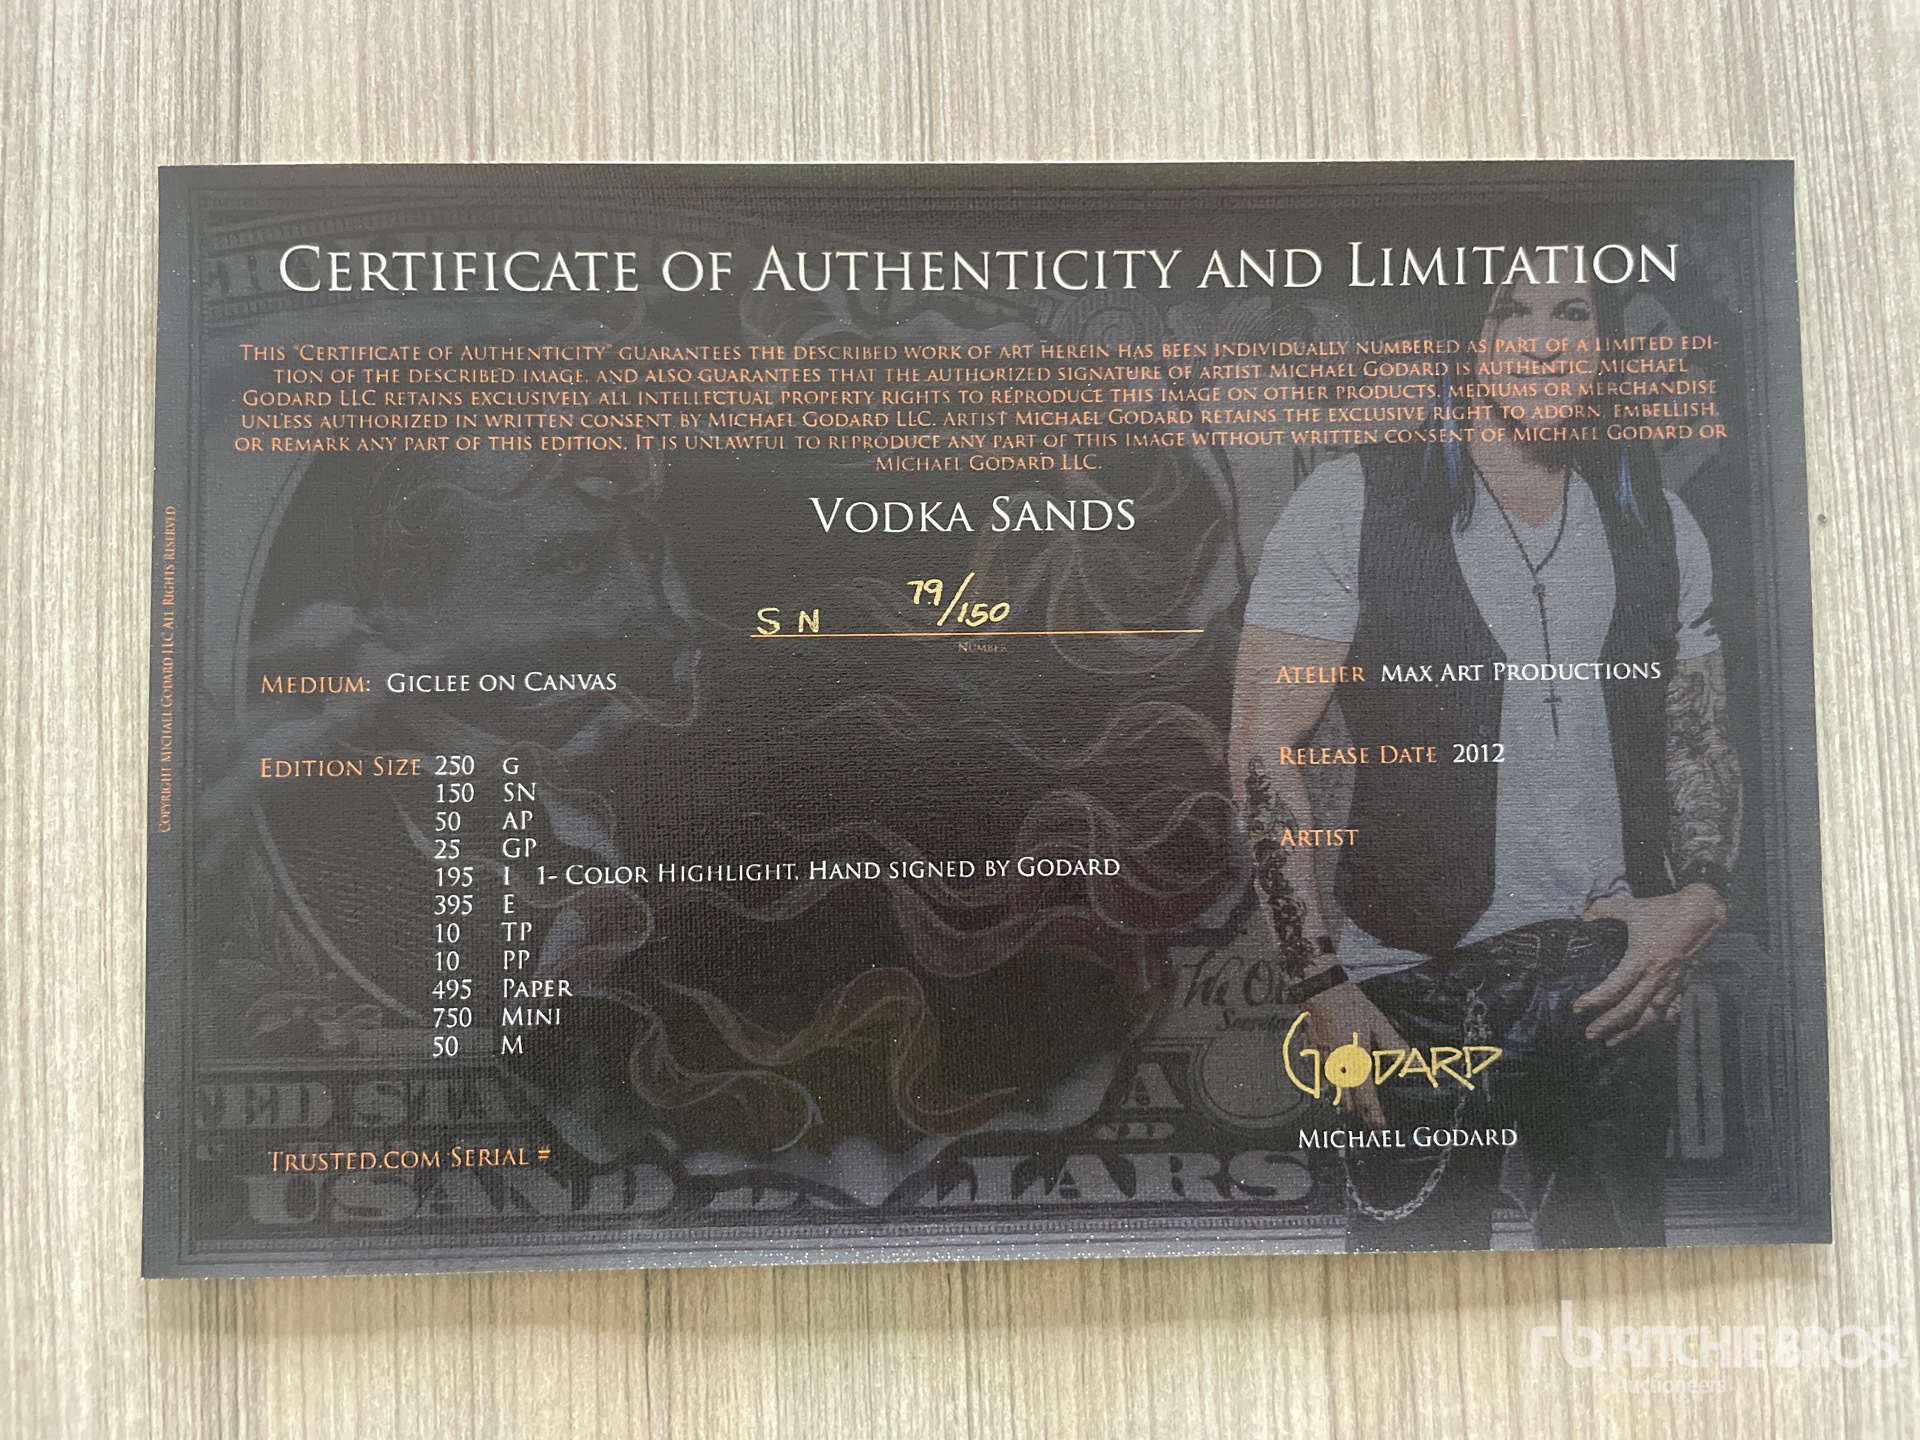 CERTIFICATE OF AUTHENTICITY AND LIMITATION
THIS "CERTIFICATE OF AUTHENTICITY" GUARANTEES THE DESCRIBED WORK OF ART HEREIN HAS BEEN INDIVIDUALLY NUMBERED AS PART OF A LIMITED EDI-
TION OF THE DESCRIBED IMAGE, AND ALSO GUARANTEES THAT THE AUTHORIZED SIGNATURE OF ARTIST MICHAEL GODARD IS AUTHENTIC. MICHAEL
GODARD LLC RETAINS EXCLUSIVELY ALL INTELLECTUAL PROPERTY RIGHTS TO REPRODUCE THIS IMAGE ON OTHER PRODUCTS, MEDIUMS OR MERCHANDISE
UNLESS AUTHORIZED IN WRITTEN CONSENT BY MICHAEL GODARD LLC. ARTIST MICHAEL GODARD RETAINS THE EXCLUSIVE RIGHT TO ADORN, EMBELLISH,
OR REMARK ANY PART OF THIS EDITION. IT IS UNLAWFUL TO REPRODUCE ANY PART OF THIS IMAGE WITHOUT WRITTEN CONSENT OF MICHAEL GODARD OR
MICHAEL GODARD LLC.
VODKA SANDS
SN 79/150
NUMBER
MEDIUM: GICLEE ON CANVAS
ATELIER MAX ART PRODUCTIONS
RELEASE DATE 2012
ARTIST
EDITION SIZE 250 G
150 SN
50 AP
25 GP
195 I 1- COLOR HIGHLIGHT, HAND SIGNED BY GODARD
395 E
10 TP
10 PP
495 PAPER
750 MINI
50 M
GODARD
MICHAEL GODARD
TRUSTED.COM SERIAL #
COPYRIGHT MICHAEL GODARD LLC ALL RIGHTS RESERVED
rb RITCHIE BROS.
Auctioneers